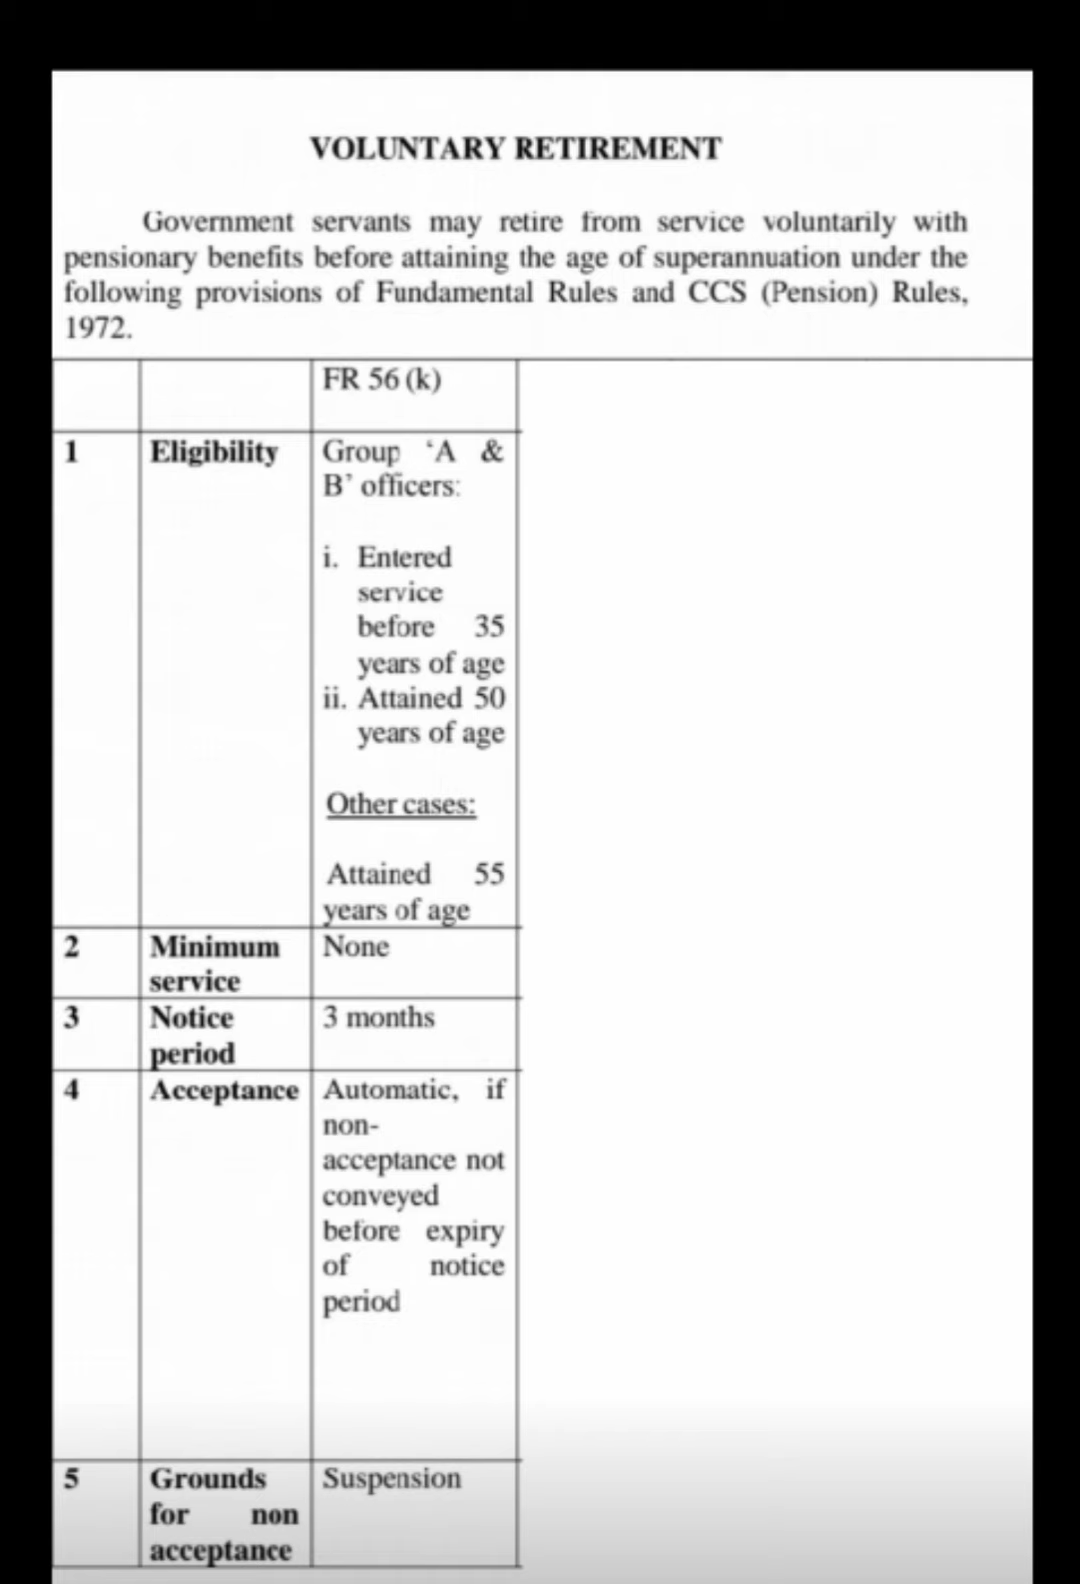 VOLUNTARY RETIREMENT
Government servants may retire from service voluntarily with
pensionary benefits before attaining the age of superannuation under the
following provisions of Fundamental Rules and CCS (Pension) Rules,
1972.
FR 56 (k)
1 Eligibility Group ‘A &
B’ officers:
i. Entered
service
before 35
years of age
ii. Attained 50
years of age
Other cases:
Attained 55
years of age
2 Minimum None
service
3 Notice 3 months
period
4 Acceptance Automatic, if
non-
acceptance not
conveyed
before expiry
of notice
period
5 Grounds Suspension
for non
acceptance